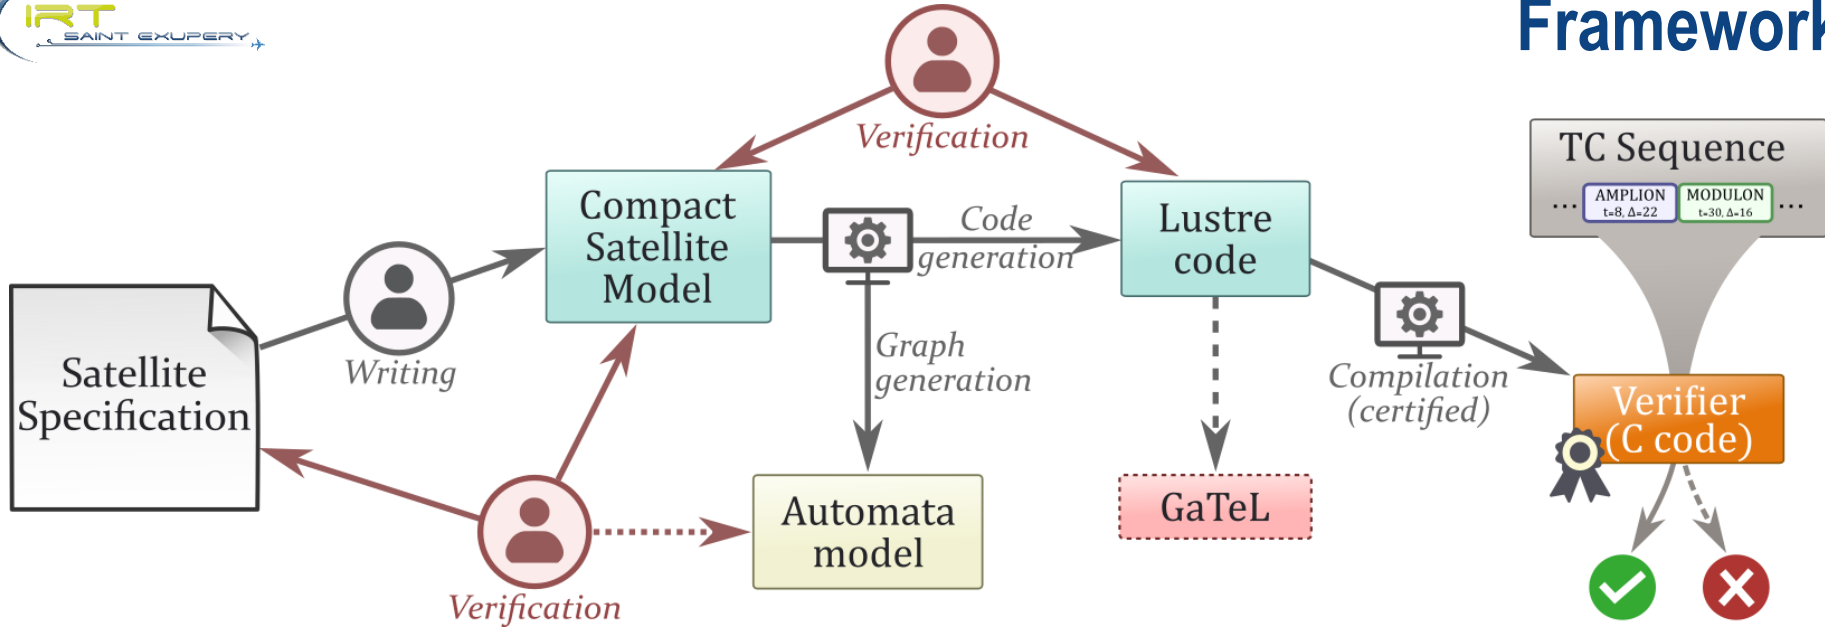 IRT
SAINT EXUPERY
Framework
Verification
TC Sequence
... AMPLION MODULON ...
t=8, Δ=22 t=30, Δ=16
Compact
Satellite
Model
Code
generation
Lustre
code
Writing
Satellite
Specification
Graph
generation
Compilation
(certified)
Verifier
(C code)
Automata
model
GaTeL
Verification